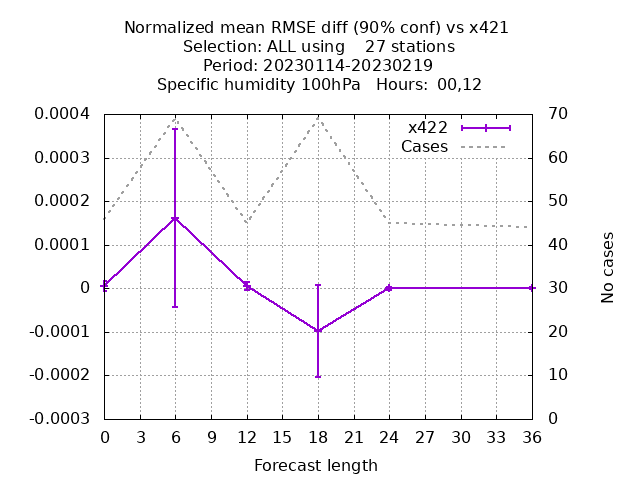 Normalized mean RMSE diff (90% conf) vs x421
Selection: ALL using    27 stations
Period: 20230114-20230219
Specific humidity 100hPa   Hours: 00,12
0.0004
0.0003
0.0002
0.0001
0
-0.0001
-0.0002
-0.0003
x422
Cases
70
60
50
40
30
20
10
0
No cases
0 3 6 9 12 15 18 21 24 27 30 33 36
Forecast length